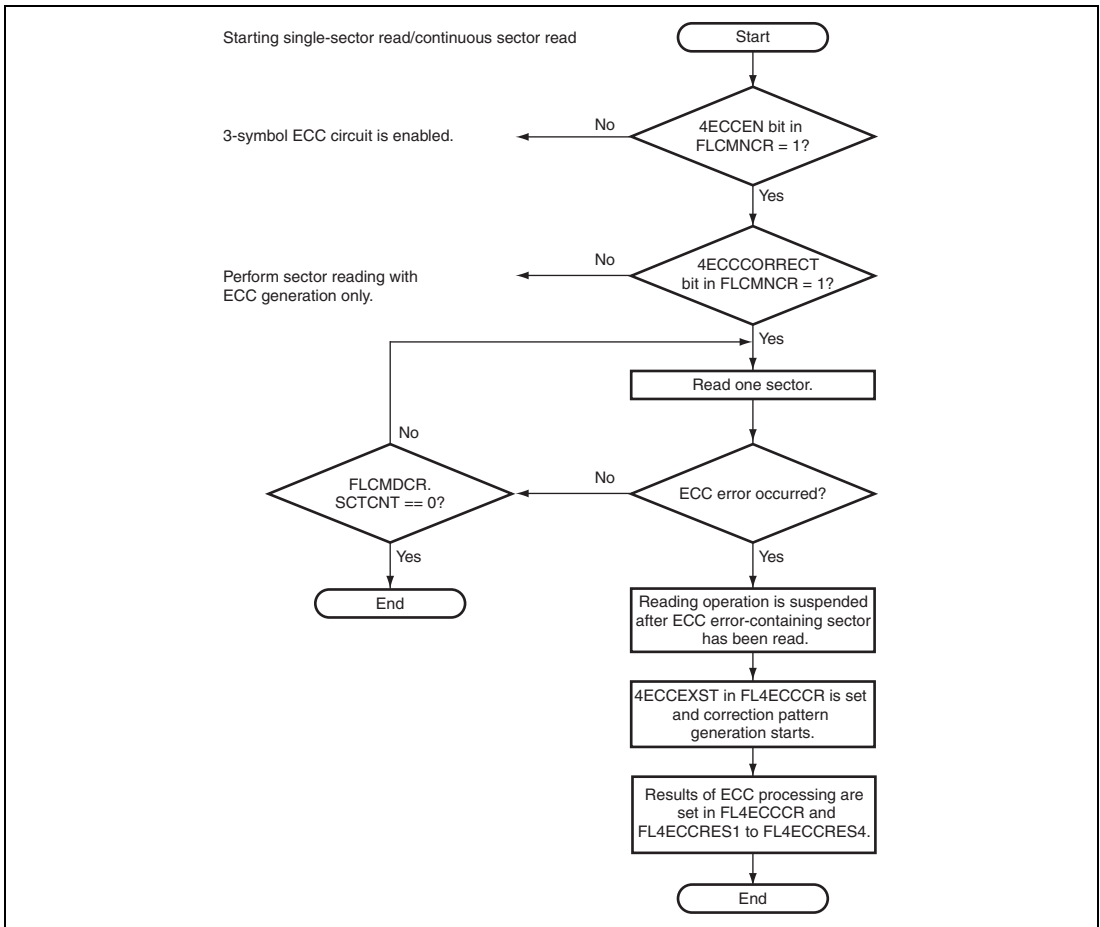 Starting single-sector read/continuous sector read
Start
No
4ECCEN bit in
FLCMNCR = 1?
3-symbol ECC circuit is enabled.
Yes
No
4ECCCORRECT
bit in FLCMNCR = 1?
Perform sector reading with
ECC generation only.
Yes
Read one sector.
No
FLCMDCR.
SCTCNT == 0?
No
ECC error occurred?
Yes
Yes
End
Reading operation is suspended
after ECC error-containing sector
has been read.
4ECCEXST in FL4ECCCR is set
and correction pattern
generation starts.
Results of ECC processing are
set in FL4ECCCR and
FL4ECCRES1 to FL4ECCRES4.
End